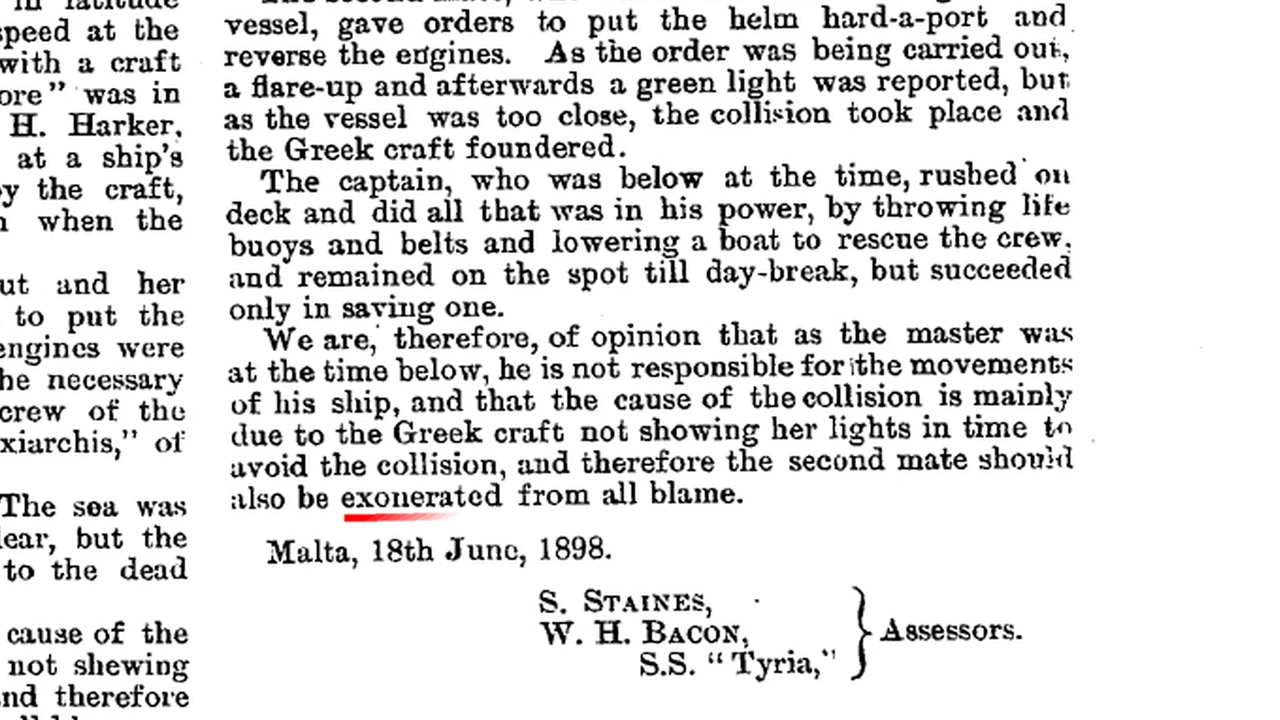 in latitude
speed at the
with a craft
ore" was in
H. Harker,
at a ship's
y the craft,
when the
ut and her
to put the
engines were
he necessary
crew of the
xiarchis," of
The sea was
lear, but the
to the dead
cause of the
not shewing
nd therefore
vessel, gave orders to put the helm hard-a-port and
reverse the engines. As the order was being carried out,
a flare-up and afterwards a green light was reported, but
as the vessel was too close, the collision took place and
the Greek craft foundered.
The captain, who was below at the time, rushed on
deck and did all that was in his power, by throwing life
buoys and belts and lowering a boat to rescue the crew,
and remained on the spot till day-break, but succeeded
only in saving one.
We are, therefore, of opinion that as the master was
at the time below, he is not responsible for the movements
of his ship, and that the cause of the collision is mainly
due to the Greek craft not showing her lights in time to
avoid the collision, and therefore the second mate should
also be exonerated from all blame.
Malta, 18th June, 1898.
S. STAINES,
W. H. BACON,
S.S. "Tyria,"
Assessors.